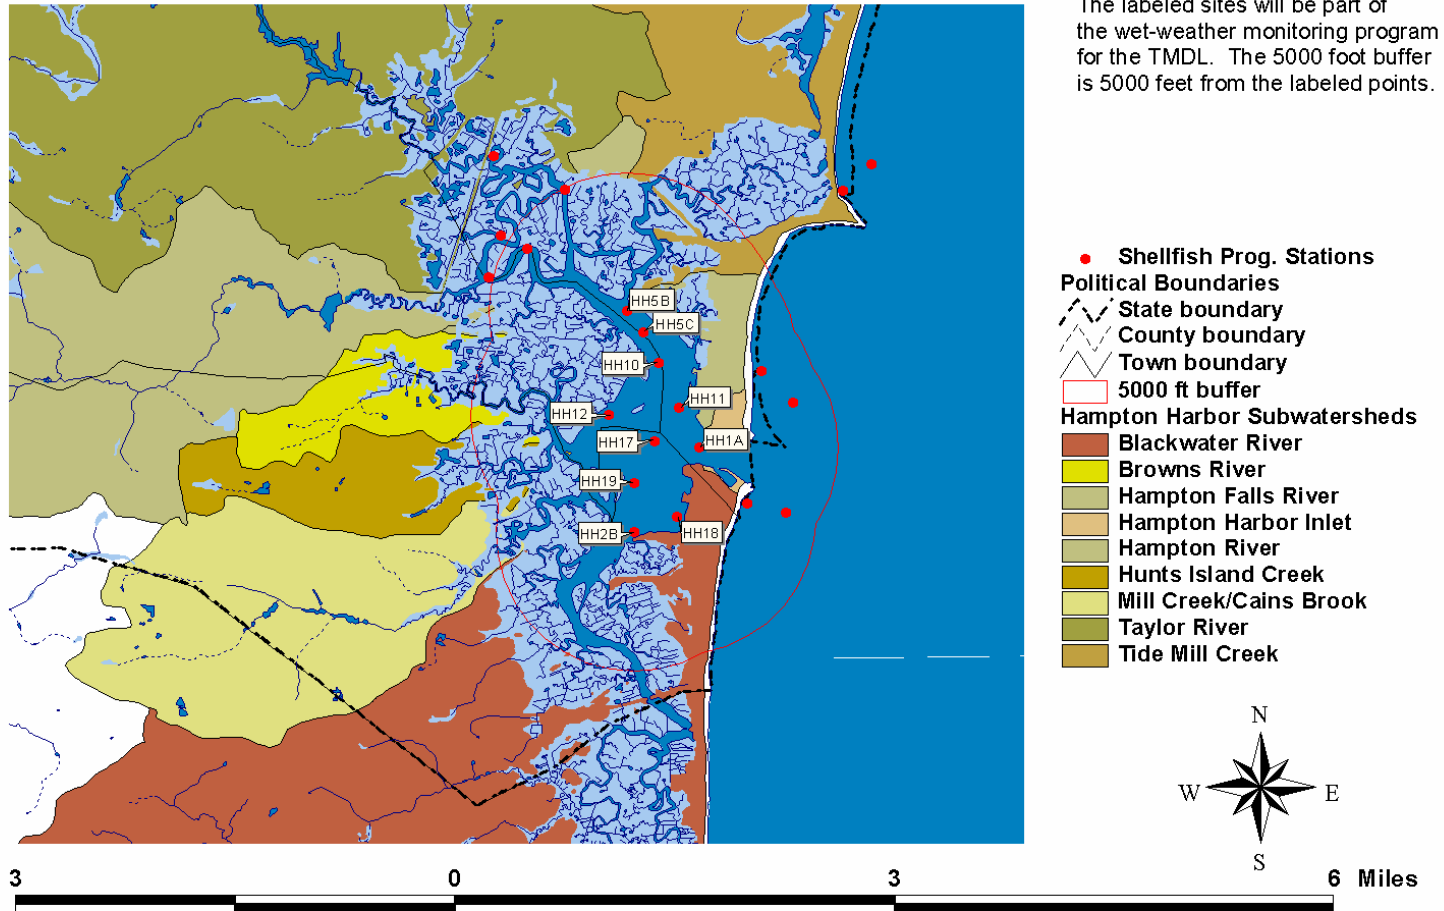 The labeled sites will be part of
the wet-weather monitoring program
for the TMDL. The 5000 foot buffer
is 5000 feet from the labeled points.
Shellfish Prog. Stations
Political Boundaries
State boundary
County boundary
Town boundary
5000 ft buffer
Hampton Harbor Subwatersheds
Blackwater River
Browns River
Hampton Falls River
Hampton Harbor Inlet
Hampton River
Hunts Island Creek
Mill Creek/Cains Brook
Taylor River
Tide Mill Creek
HH5B
HH5C
HH10
HH11
HH12
HH17
HH1A
HH19
HH2B
HH18
N
W
E
S
3
0
3
6 Miles